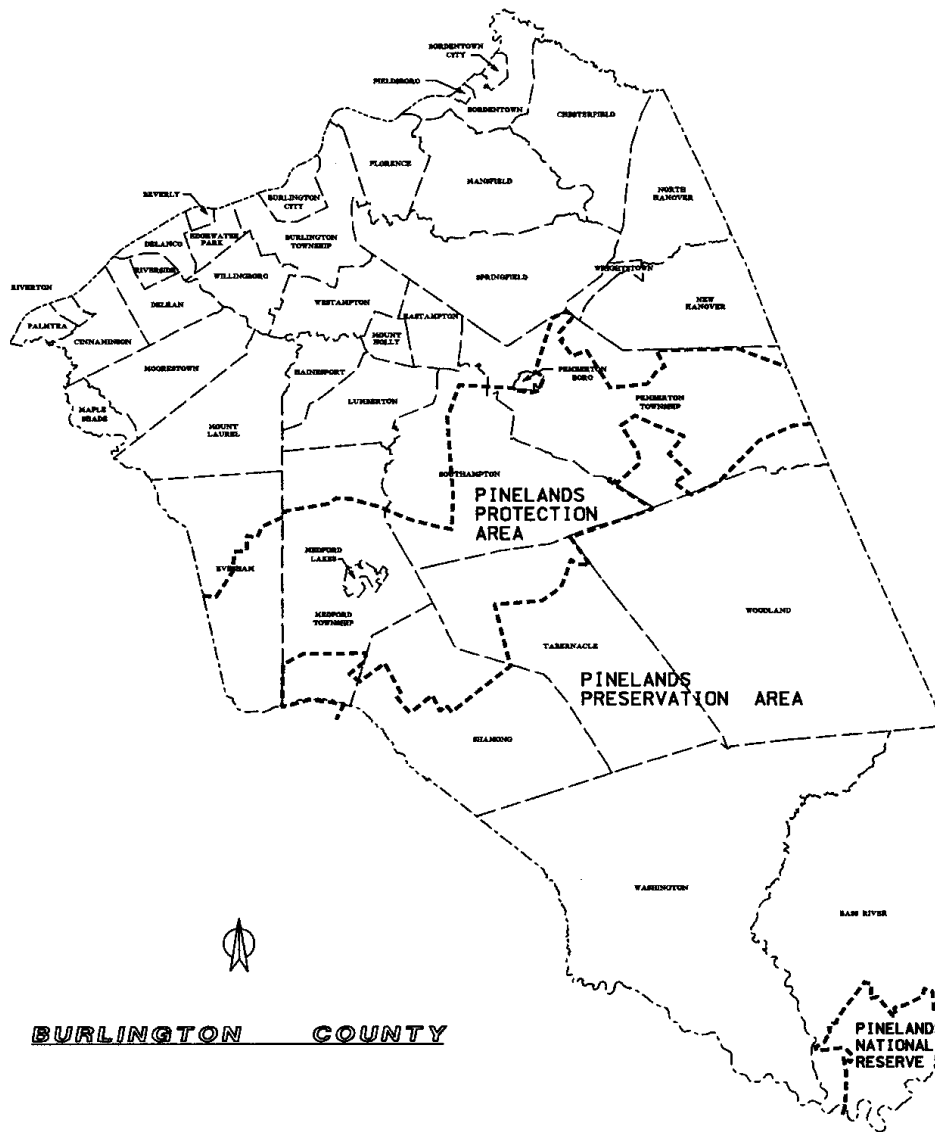 BORDENTOWN
CITY
FIELDSBORO
BORDENTOWN
CHESTERFIELD
FLORENCE
MANSFIELD
NORTH
HANOVER
BEVERLY
BURLINGTON
CITY
EDGEWATER
PARK
BURLINGTON
TOWNSHIP
DELANCO
RIVERSIDE
WILLINGBORO
SPRINGFIELD
WRIGHTSTOWN
NEW
HANOVER
RIVERTON
DELRAN
WESTAMPTON
EASTAMPTON
PALMYRA
CINNAMINSON
MOUNT
HOLLY
MOORESTOWN
HAINESPORT
PEMBERTON
BORO
LUMBERTON
PEMBERTON
TOWNSHIP
MAPLE
SHADE
MOUNT
LAUREL
SOUTHAMPTON
PINELANDS
PROTECTION
AREA
MEDFORD
LAKES
EVESHAM
MEDFORD
TOWNSHIP
WOODLAND
TABERNACLE
PINELANDS
PRESERVATION AREA
SHAMONG
WASHINGTON
BASS RIVER
BURLINGTON COUNTY
PINELAND
NATIONAL
RESERVE